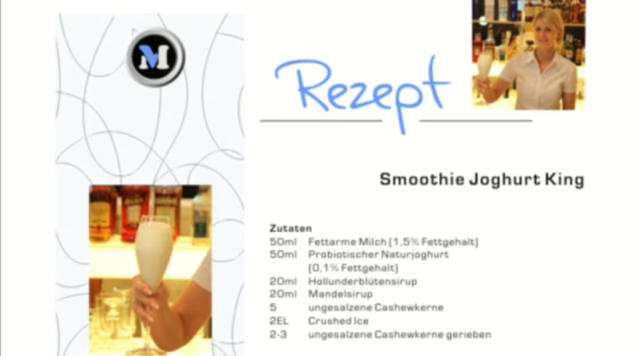 M
Rezept
Smoothie Joghurt King
Zutaten
50ml Fettarme Milch (1,5% Fettgehalt)
50ml Probiotischer Naturjoghurt
(0,1% Fettgehalt)
20ml Hollunderblütensirup
20ml Mandelsirup
5 ungesalzene Cashewkerne
2EL Crushed Ice
2-3 ungesalzene Cashewkerne gerieben